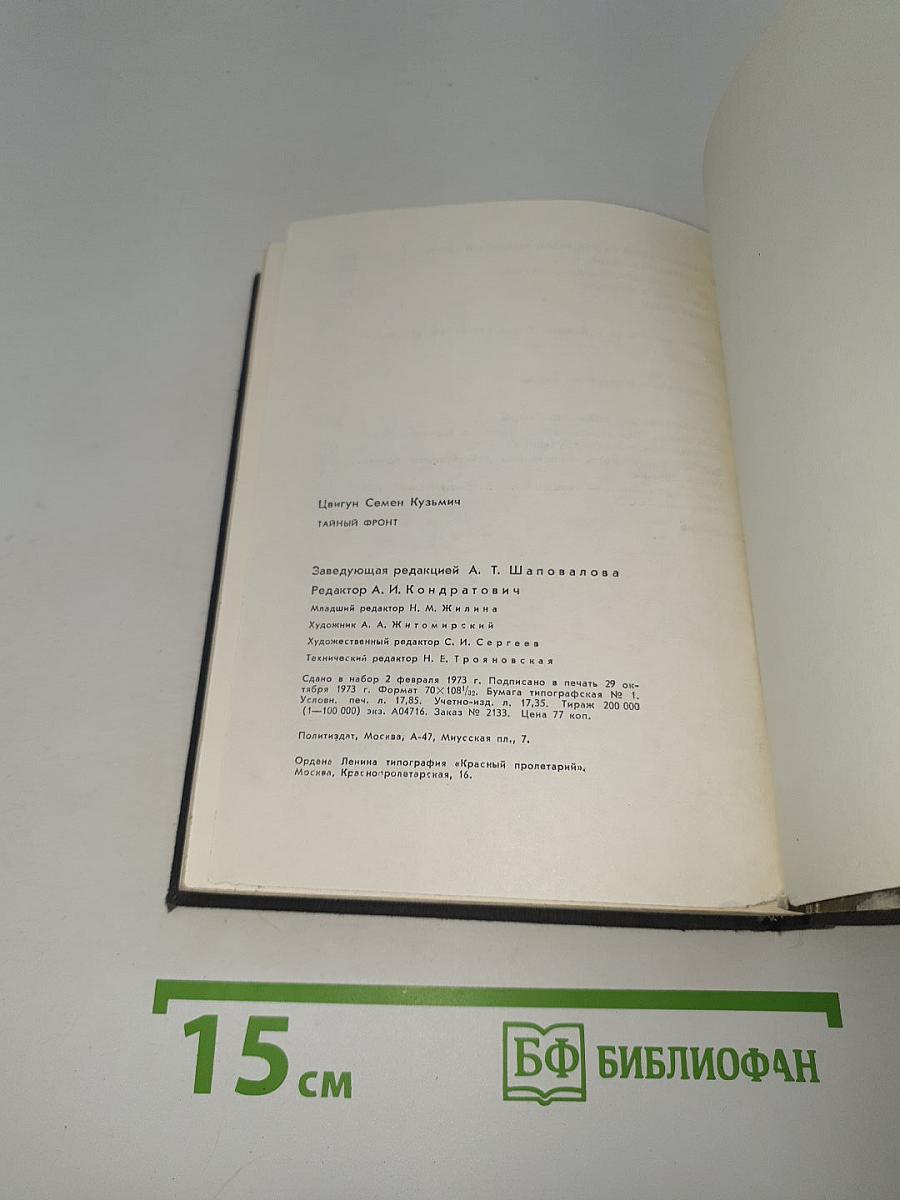 Цвигун Семен Кузьмич
ТАЙНЫЙ ФРОНТ
Заведующая редакцией А. Т. Шаповалова
Редактор А. И. Кондратович
Младший редактор Н. М. Жилина
Художник А. А. Житомирский
Художественный редактор С. И. Сергеев
Технический редактор Н. Е. Трояновская
Сдано в набор 2 февраля 1973 г. Подписано в печать 29 ок-
тября 1973 г. Формат 70×108¹/₃₂. Бумага типографская № 1.
Условн. печ. л. 17,85. Учетно-изд. л. 17,35. Тираж 200 000
(1—100 000) экз. А04716. Заказ № 2133. Цена 77 коп.
Политиздат, Москва, А-47, Миусская пл., 7.
Ордена Ленина типография «Красный пролетарий».
Москва, Краснопролетарская, 16.
15 см
БФ БИБЛИОФАН